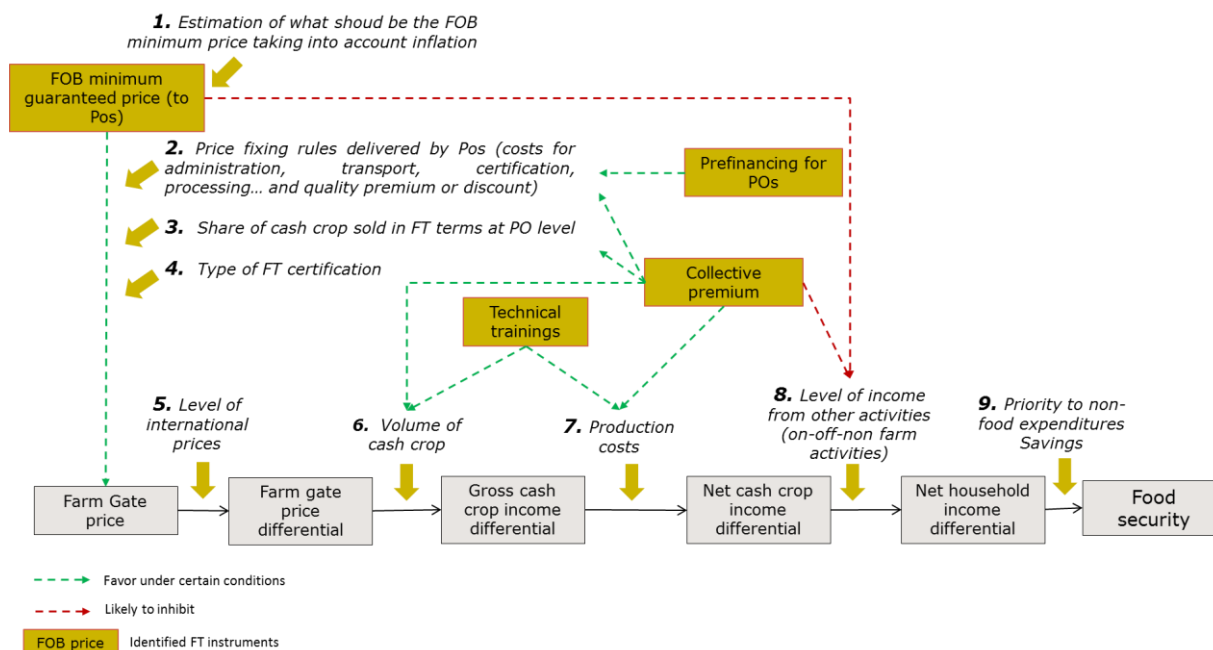 1. Estimation of what shoud be the FOB
minimum price taking into account inflation
FOB minimum
guaranteed price (to
Pos)
2. Price fixing rules delivered by Pos (costs for
administration, transport, certification,
processing... and quality premium or discount)
Prefinancing for
POs
3. Share of cash crop sold in FT terms at PO level
4. Type of FT certification
Collective
premium
Technical
trainings
5. Level of
international
prices
6. Volume of
cash crop
7. Production
costs
8. Level of income
from other activities
(on-off-non farm
activities)
9. Priority to non-
food expenditures
Savings
Farm Gate
price
Farm gate
price
differential
Gross cash
crop income
differential
Net cash crop
income
differential
Net household
income
differential
Food
security
Favor under certain conditions
Likely to inhibit
FOB price
Identified FT instruments